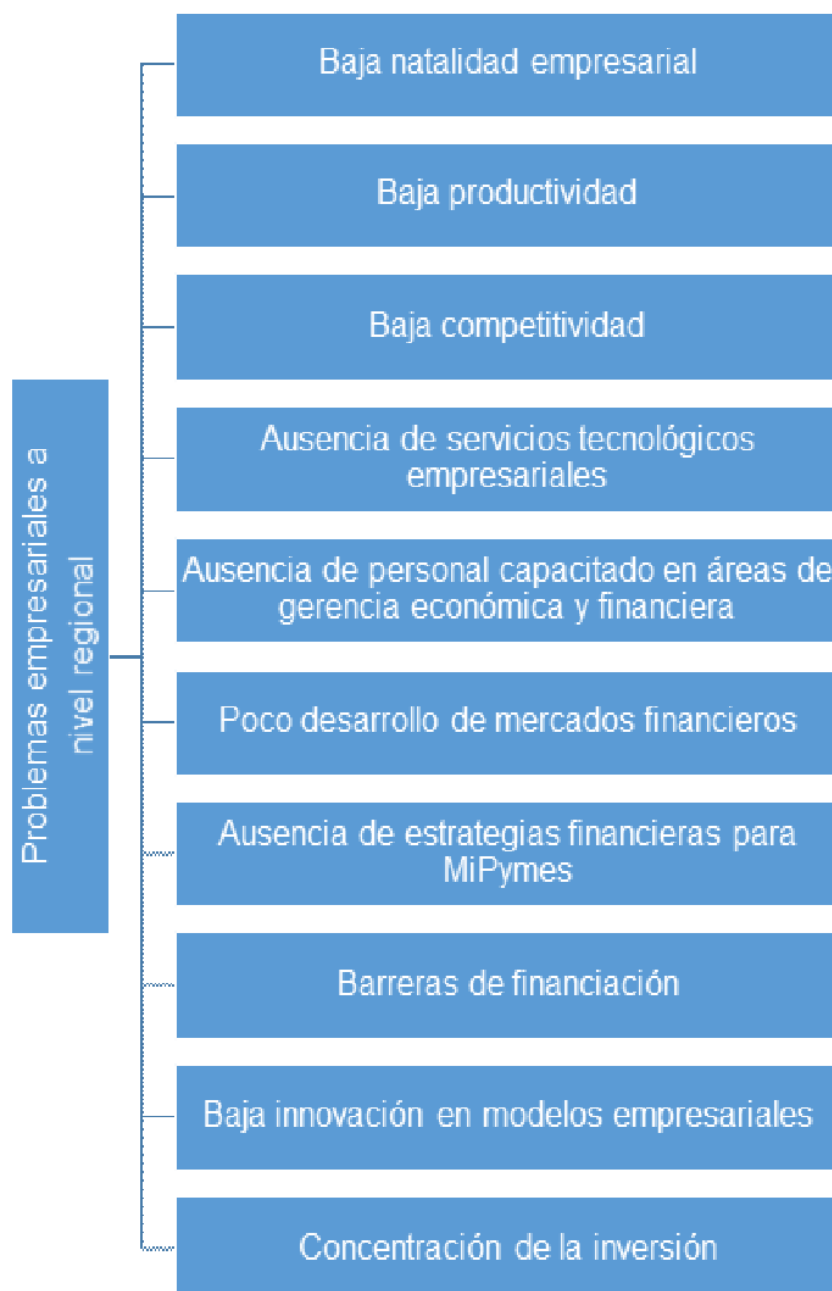 Problemas empresariales a
nivel regional
Baja natalidad empresarial
Baja productividad
Baja competitividad
Ausencia de servicios tecnológicos
empresariales
Ausencia de personal capacitado en áreas de
gerencia económica y financiera
Poco desarrollo de mercados financieros
Ausencia de estrategias financieras para
MiPymes
Barreras de financiación
Baja innovación en modelos empresariales
Concentración de la inversión